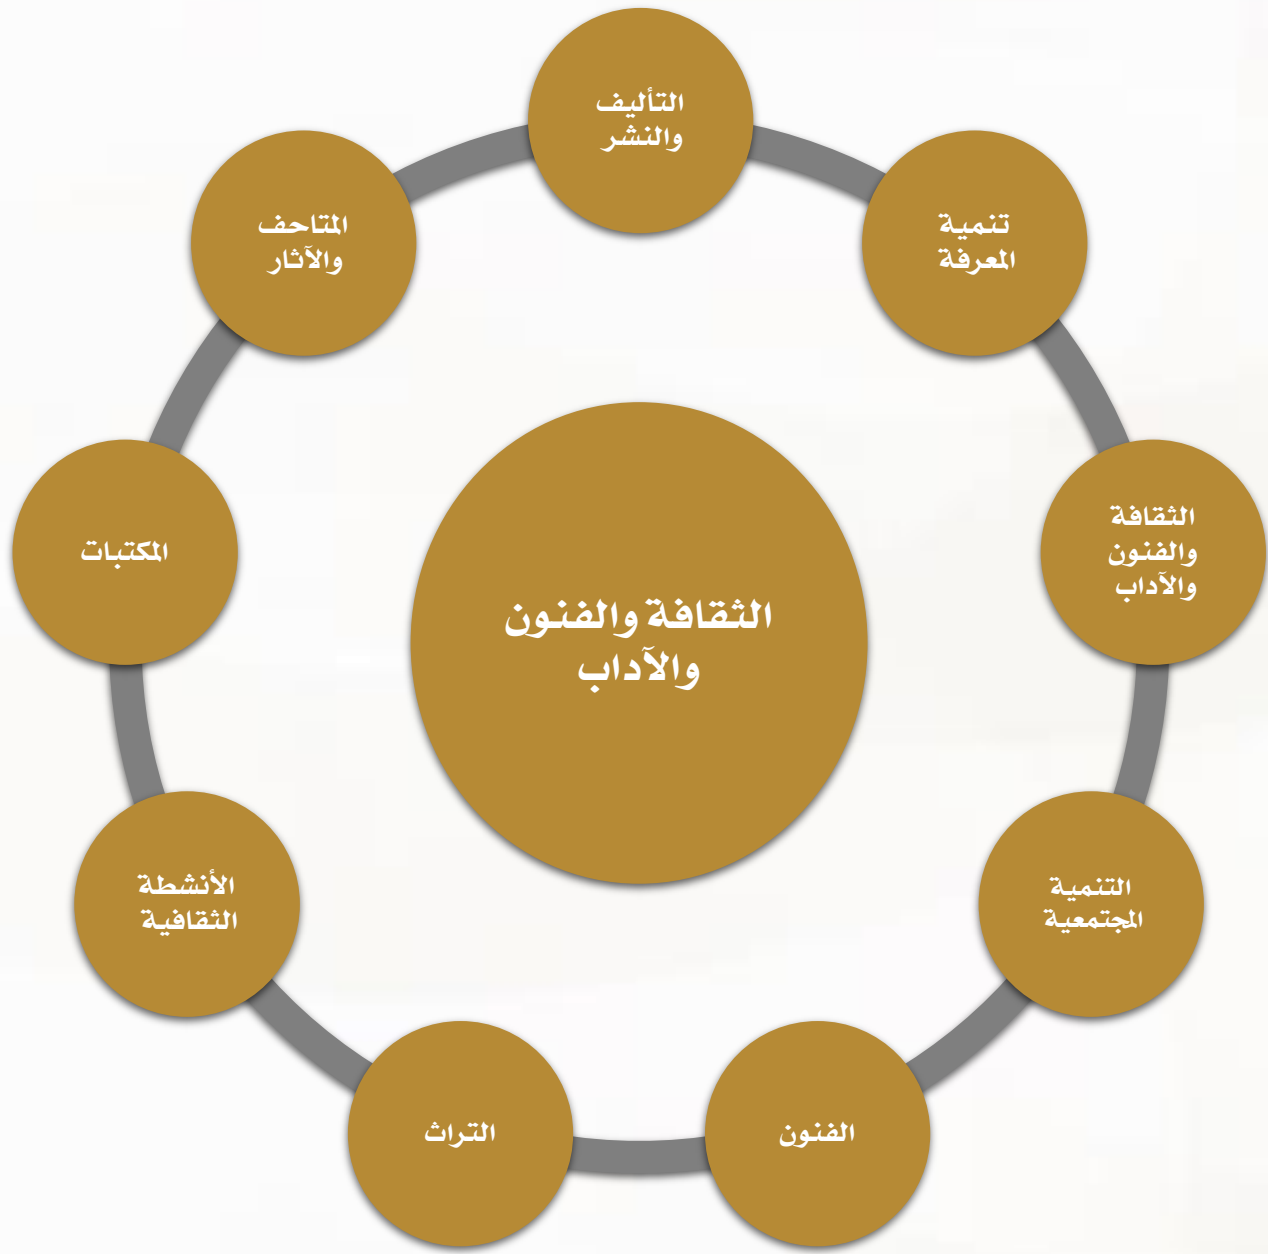 التأليف
والنشر
تنمية
المعرفة
الثقافة
والفنون
والآداب
التنمية
المجتمعية
الفنون
التراث
الأنشطة
الثقافية
المكتبات
المتاحف
والآثار
الثقافة والفنون
والآداب